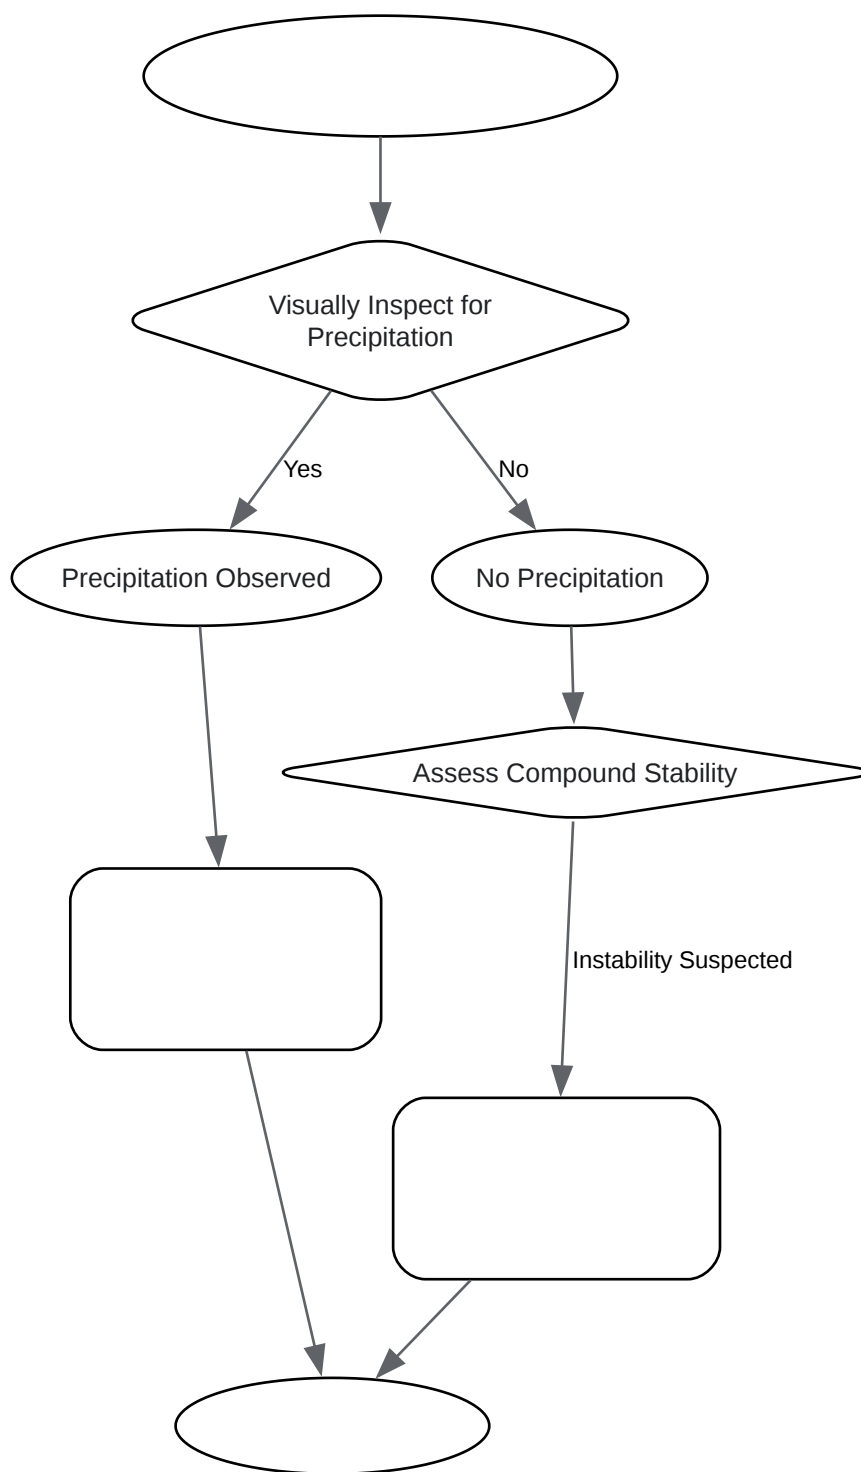 Visually Inspect for
Precipitation
Yes
No
Precipitation Observed
No Precipitation
Assess Compound Stability
Instability Suspected